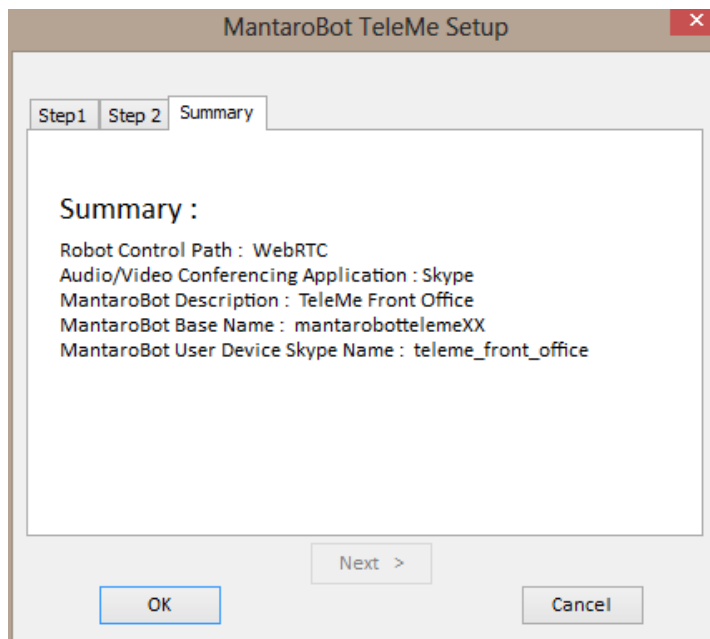 MantaroBot TeleMe Setup
Step1 Step 2 Summary
Summary :
Robot Control Path : WebRTC
Audio/Video Conferencing Application : Skype
MantaroBot Description : TeleMe Front Office
MantaroBot Base Name : mantarobottelemeXX
MantaroBot User Device Skype Name : teleme_front_office
Next >
OK Cancel